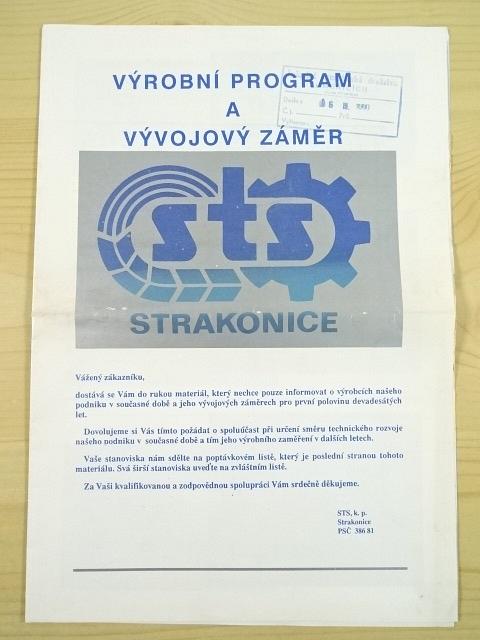 VÝROBNÍ PROGRAM
A
VÝVOJOVÝ ZÁMĚR
sts
STRAKONICE
Vážený zákazníku,
dostává se Vám do rukou materiál, který nechce pouze informovat o výrobcích našeho
podniku v současné době a jeho vývojových záměrech pro první polovinu devadesátých
let.
Dovolujeme si Vás tímto požádat o spoluúčast při určení směru technického rozvoje
našeho podniku v současné době a tím jeho výrobního zaměření v dalších letech.
Vaše stanoviska nám sdělte na poptávkovém listě, který je poslední stranou tohoto
materiálu. Svá širší stanoviska uveďte na zvláštním listě.
Za Vaši kvalifikovanou a zodpovědnou spolupráci Vám srdečně děkujeme.
STS, k. p.
Strakonice
PSČ 386 81